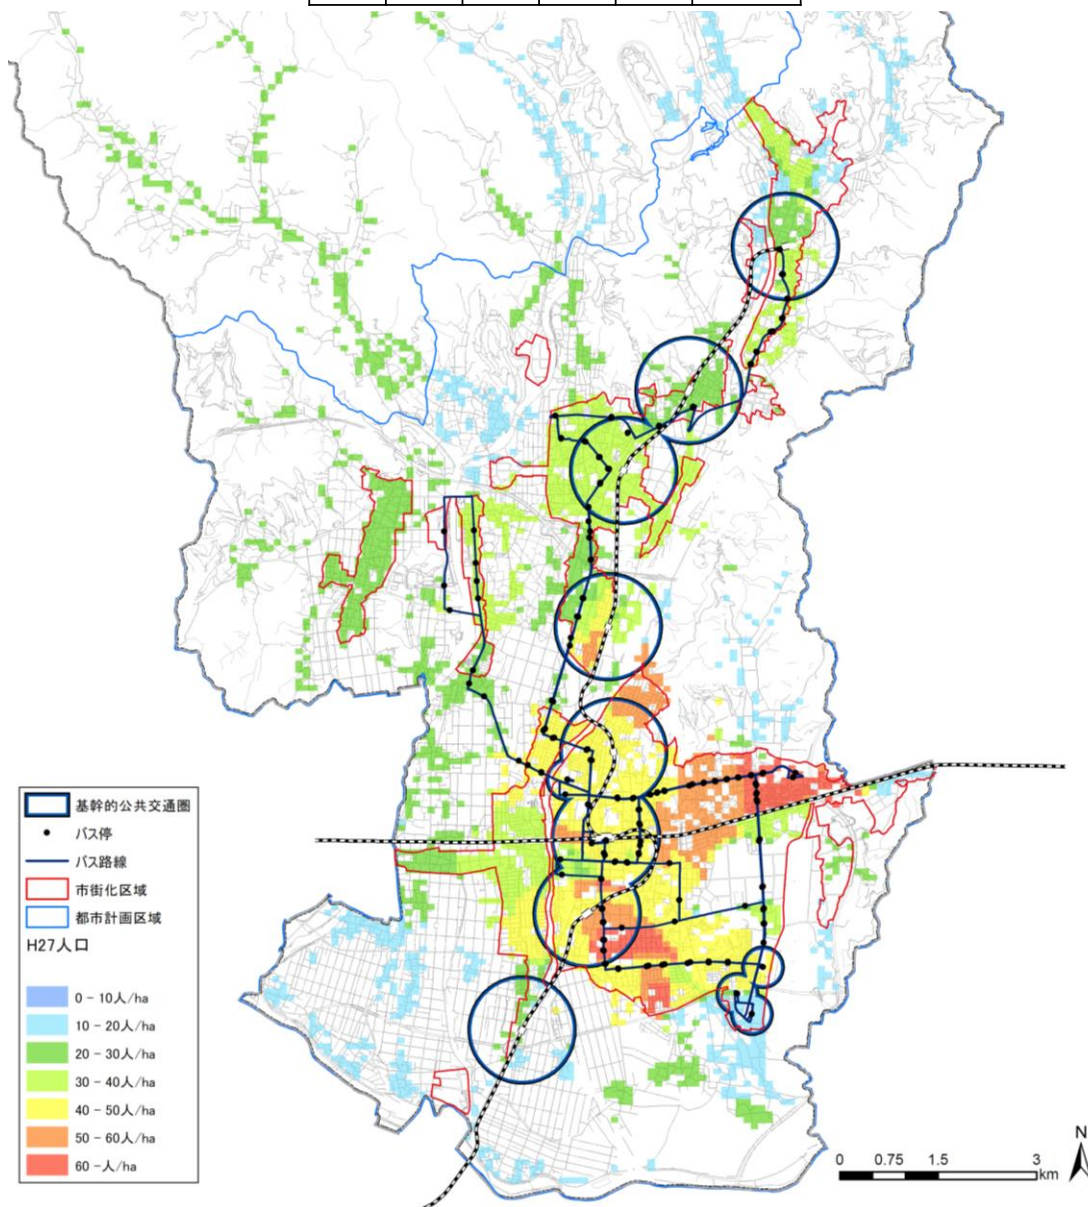 基幹的公共交通圏
バス停
バス路線
市街化区域
都市計画区域
H27人口
0 - 10人/ha
10 - 20人/ha
20 - 30人/ha
30 - 40人/ha
40 - 50人/ha
50 - 60人/ha
60 -人/ha
N
0 0.75 1.5 3
km